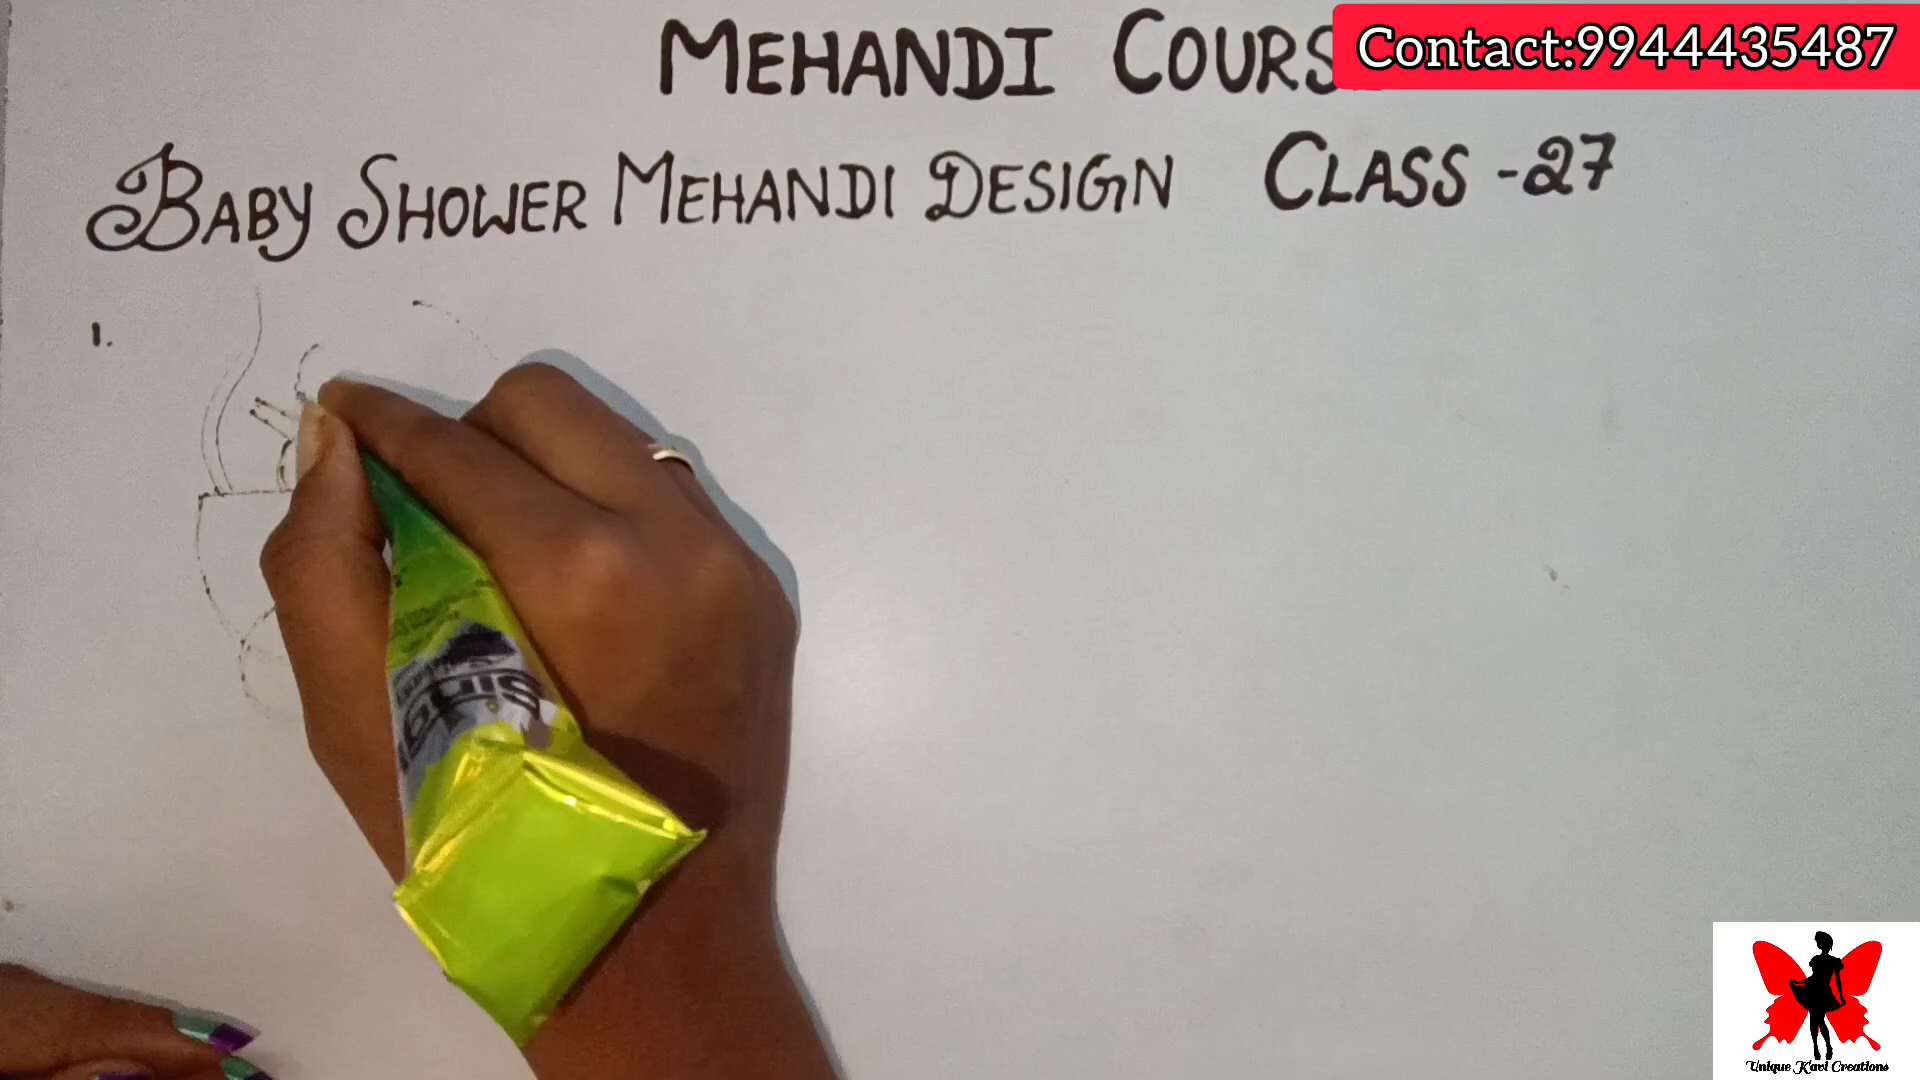 MEHANDI COURS
Contact:9944435487
BABY SHOWER MEHANDI DESIGN CLASS -27
1.
Unique Kavi Creations